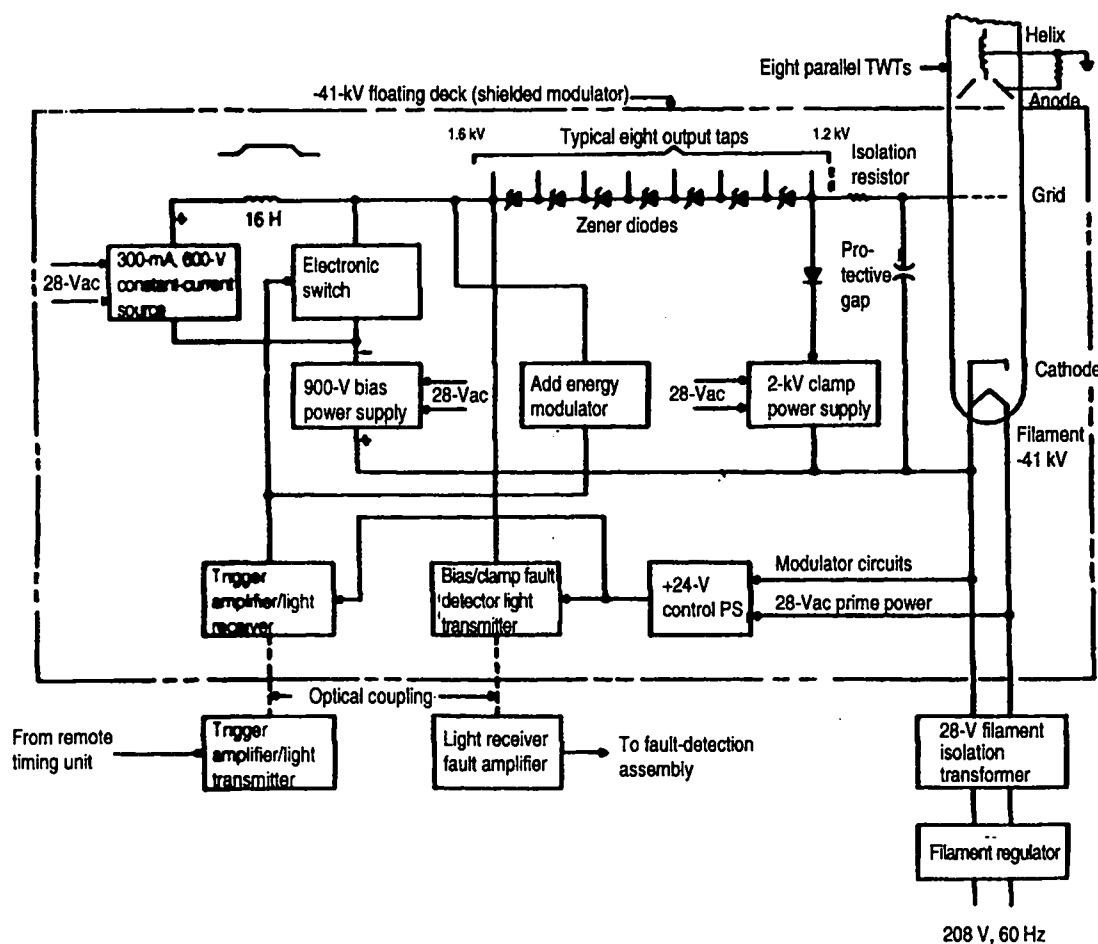 Helix
Eight parallel TWTs
Anode
-41-kV floating deck (shielded modulator)
1.6 kV
Typical eight output taps
1.2 kV
Isolation
resistor
16 H
Zener diodes
Grid
300-mA, 600-V
constant-current
source
28-Vac
Electronic
switch
Pro-
tective
gap
900-V bias
power supply
28-Vac
Add energy
modulator
28-Vac
2-kV clamp
power supply
Cathode
Filament
-41 kV
Trigger
amplifier/light
receiver
Bias/clamp fault
detector light
transmitter
+24-V
control PS
Modulator circuits
28-Vac prime power
Optical coupling
From remote
timing unit
Trigger
amplifier/light
transmitter
Light receiver
fault amplifier
To fault-detection
assembly
28-V filament
isolation
transformer
Filament regulator
208 V, 60 Hz